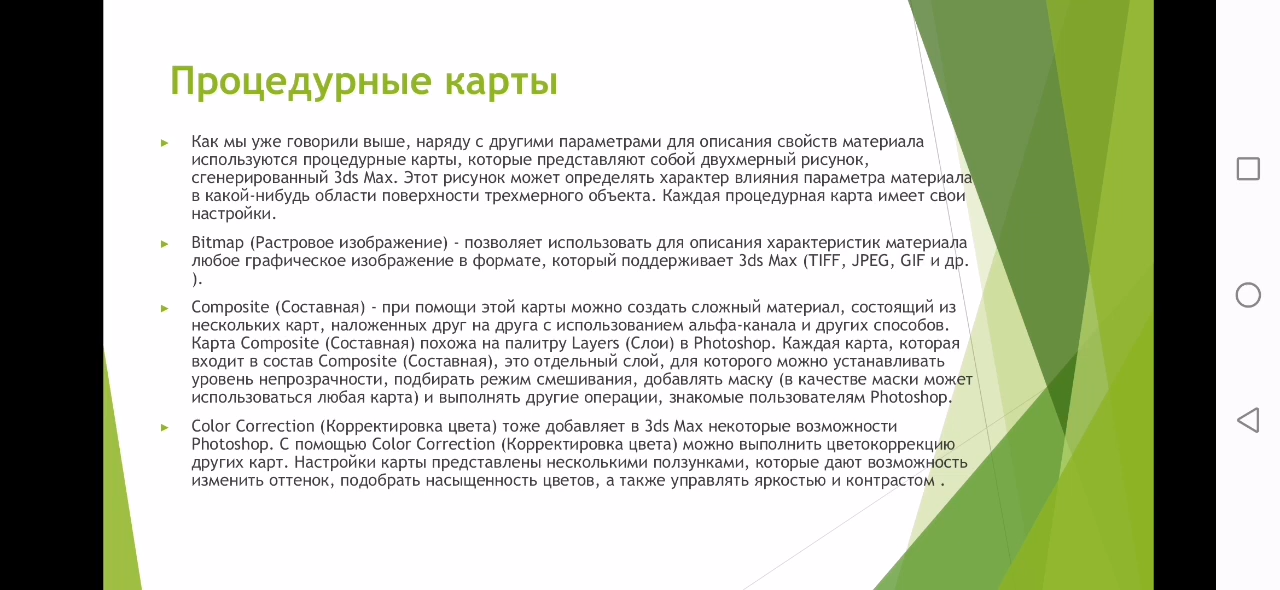 Процедурные карты
Как мы уже говорили выше, наряду с другими параметрами для описания свойств материала
используются процедурные карты, которые представляют собой двухмерный рисунок,
сгенерированный 3ds Max. Этот рисунок может определять характер влияния параметра материала
в какой-нибудь области поверхности трехмерного объекта. Каждая процедурная карта имеет свои
настройки.
Bitmap (Растровое изображение) - позволяет использовать для описания характеристик материала
любое графическое изображение в формате, который поддерживает 3ds Max (TIFF, JPEG, GIF и др.
).
Composite (Составная) - при помощи этой карты можно создать сложный материал, состоящий из
нескольких карт, наложенных друг на друга с использованием альфа-канала и других способов.
Карта Composite (Составная) похожа на палитру Layers (Слои) в Photoshop. Каждая карта, которая
входит в состав Composite (Составная), это отдельный слой, для которого можно устанавливать
уровень непрозрачности, подбирать режим смешивания, добавлять маску (в качестве маски может
использоваться любая карта) и выполнять другие операции, знакомые пользователям Photoshop.
Color Correction (Корректировка цвета) тоже добавляет в 3ds Max некоторые возможности
Photoshop. С помощью Color Correction (Корректировка цвета) можно выполнить цветокоррекцию
других карт. Настройки карты представлены несколькими ползунками, которые дают возможность
изменить оттенок, подобрать насыщенность цветов, а также управлять яркостью и контрастом .